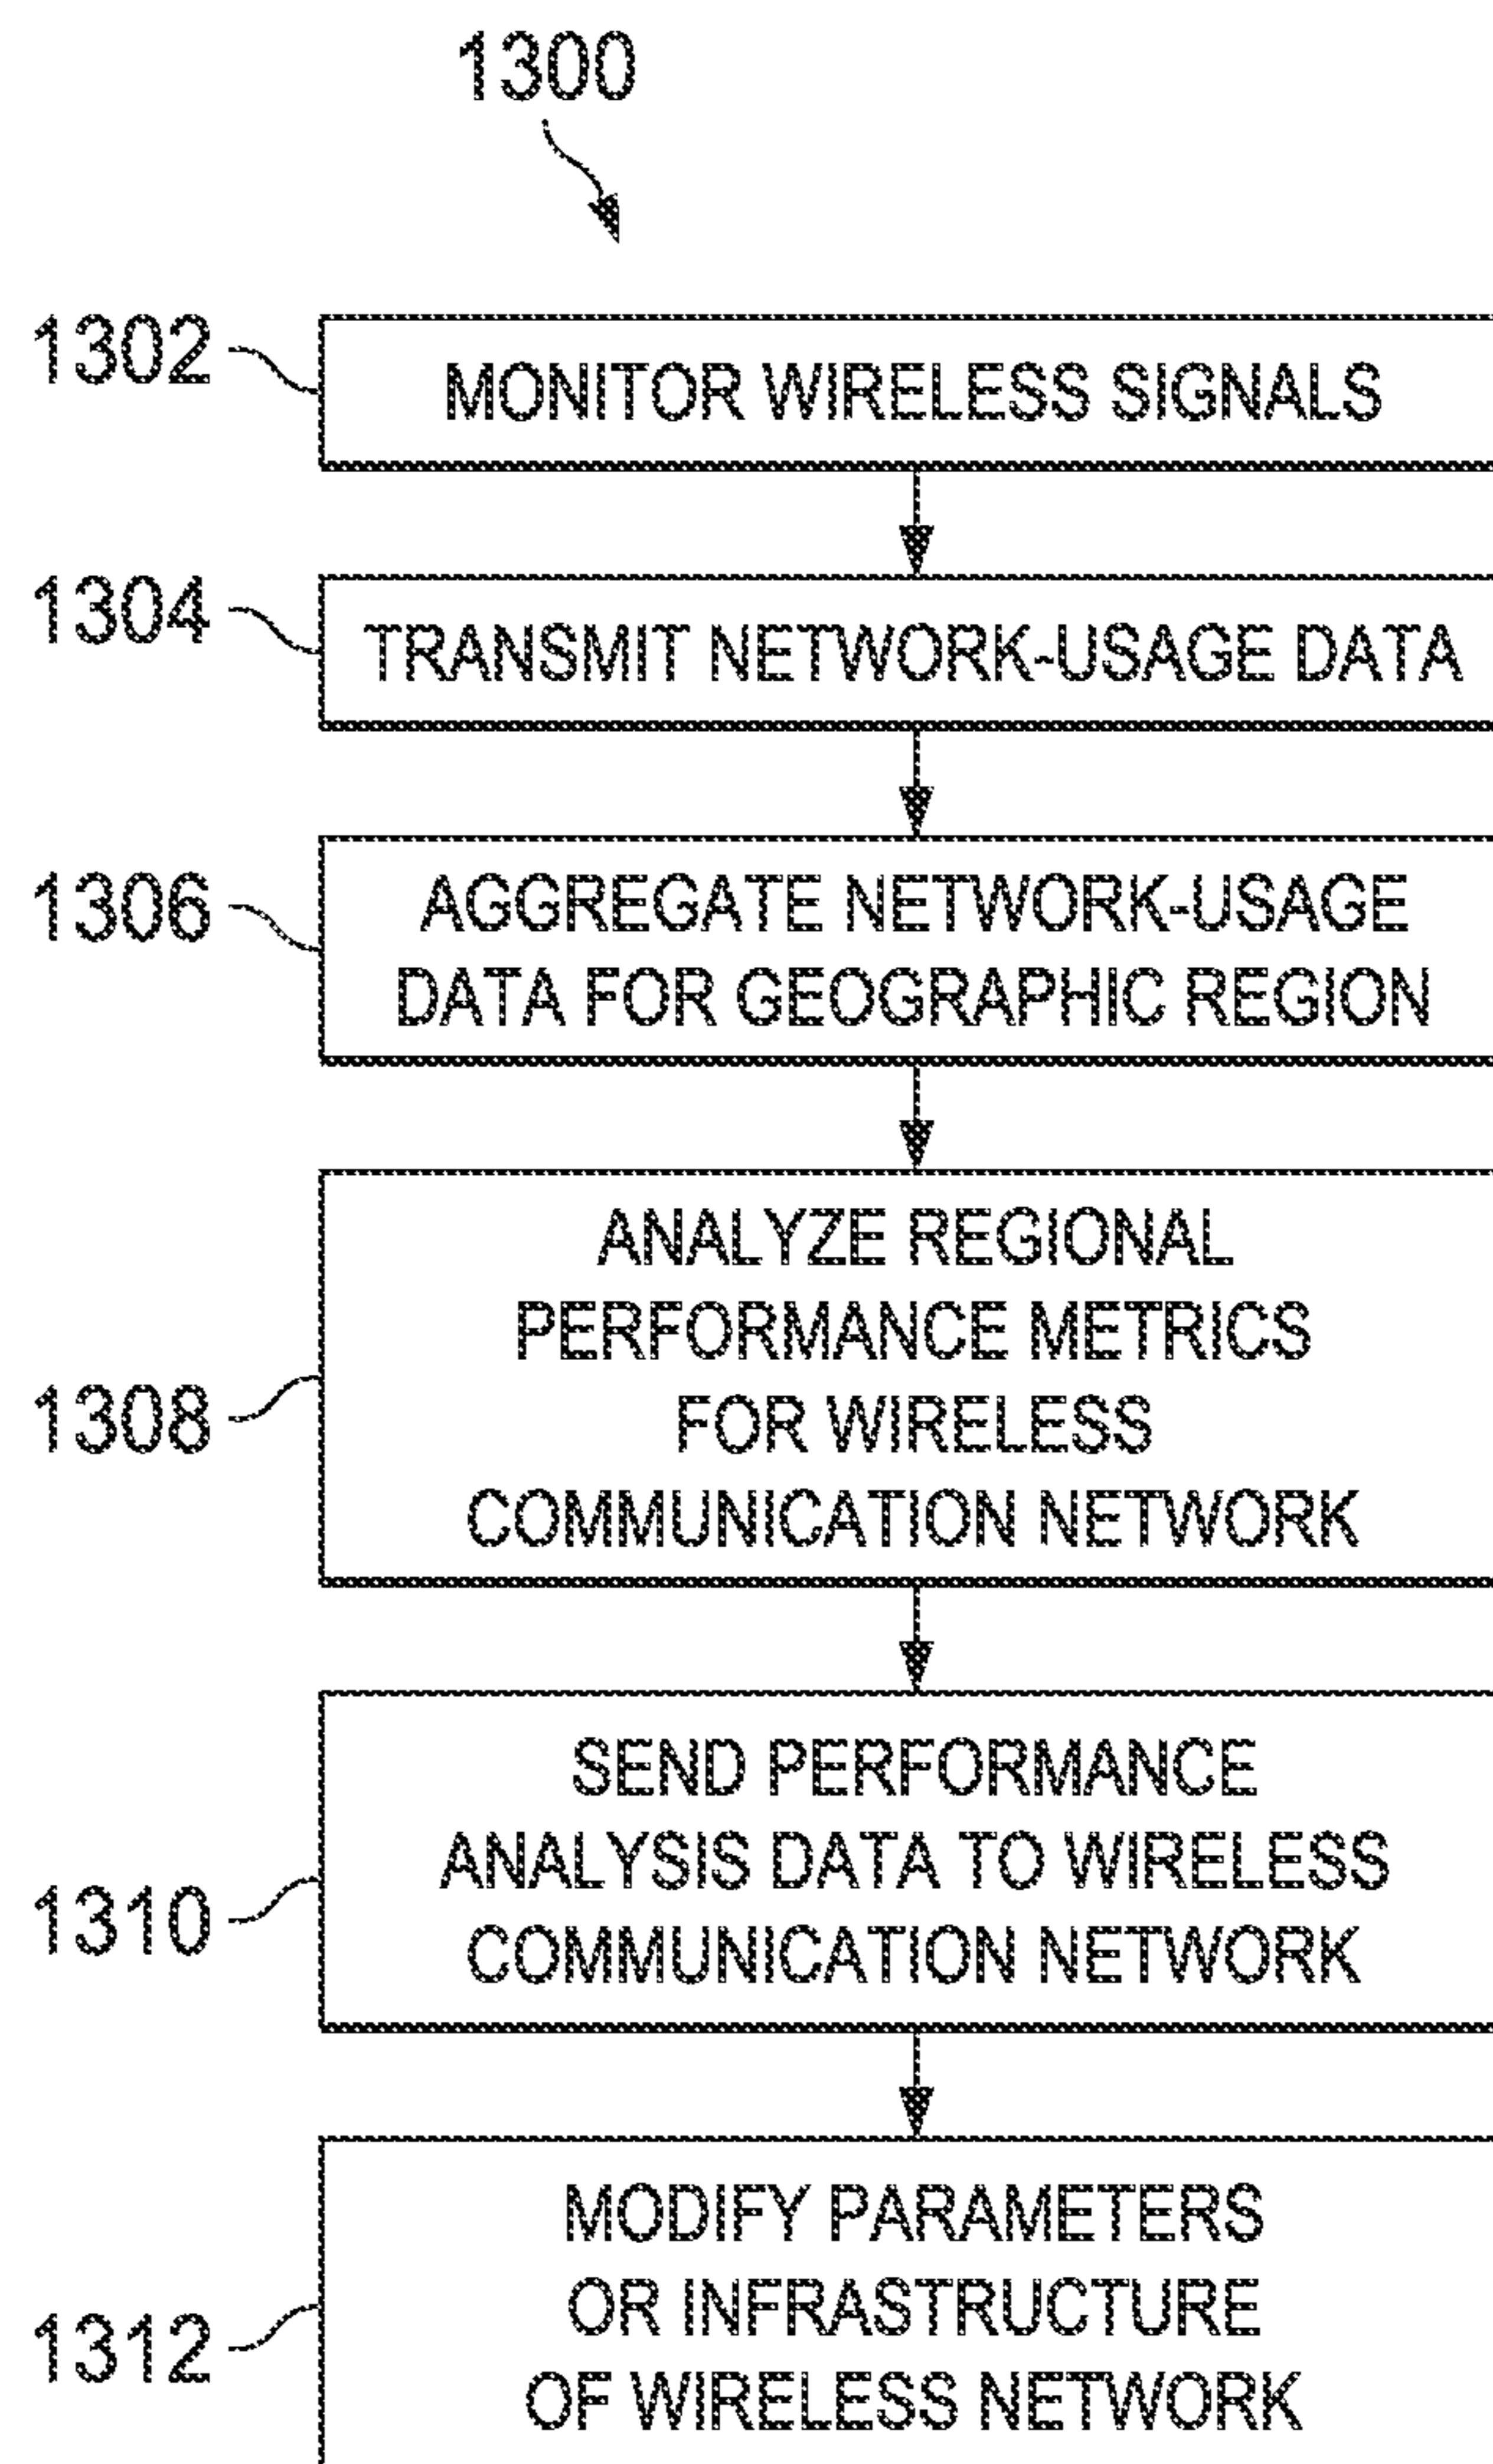 1300
1302
MONITOR WIRELESS SIGNALS
1304
TRANSMIT NETWORK-USAGE DATA
1306
AGGREGATE NETWORK-USAGE
DATA FOR GEOGRAPHIC REGION
1308
ANALYZE REGIONAL
PERFORMANCE METRICS
FOR WIRELESS
COMMUNICATION NETWORK
1310
SEND PERFORMANCE
ANALYSIS DATA TO WIRELESS
COMMUNICATION NETWORK
1312
MODIFY PARAMETERS
OR INFRASTRUCTURE
OF WIRELESS NETWORK